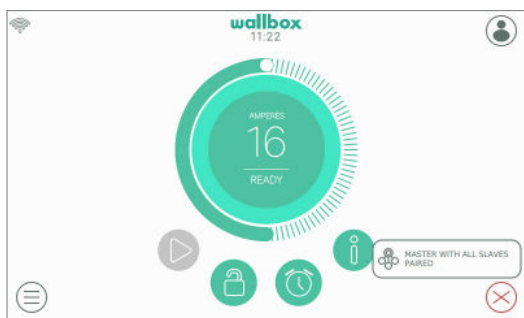 wallbox
11:22
AMPERES
16
READY
MASTER WITH ALL SLAVES
PAIRED